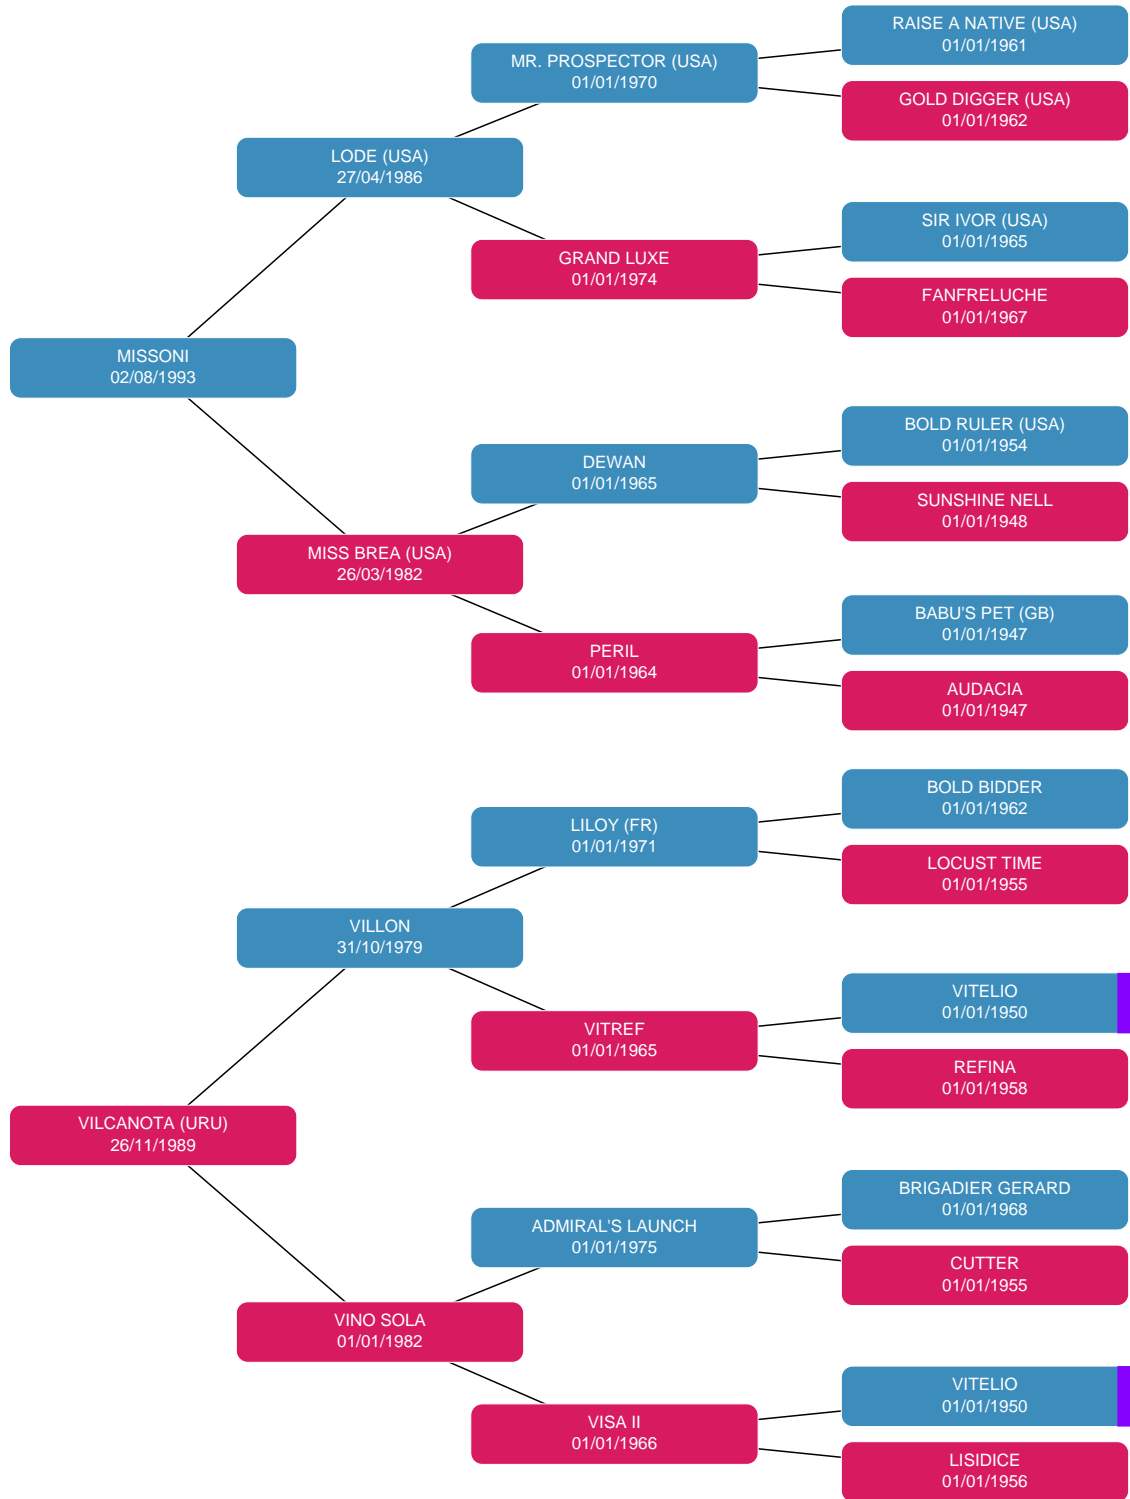 RAISE A NATIVE (USA)
01/01/1961
MR. PROSPECTOR (USA)
01/01/1970
GOLD DIGGER (USA)
01/01/1962
LODE (USA)
27/04/1986
SIR IVOR (USA)
01/01/1965
GRAND LUXE
01/01/1974
FANFRELUCHE
01/01/1967
MISSONI
02/08/1993
BOLD RULER (USA)
01/01/1954
DEWAN
01/01/1965
SUNSHINE NELL
01/01/1948
MISS BREA (USA)
26/03/1982
BABU'S PET (GB)
01/01/1947
PERIL
01/01/1964
AUDACIA
01/01/1947
BOLD BIDDER
01/01/1962
LILOY (FR)
01/01/1971
LOCUST TIME
01/01/1955
VILLON
31/10/1979
VITELIO
01/01/1950
VITREF
01/01/1965
REFINA
01/01/1958
VILCANOTA (URU)
26/11/1989
BRIGADIER GERARD
01/01/1968
ADMIRAL'S LAUNCH
01/01/1975
CUTTER
01/01/1955
VINO SOLA
01/01/1982
VITELIO
01/01/1950
VISA II
01/01/1966
LISIDICE
01/01/1956